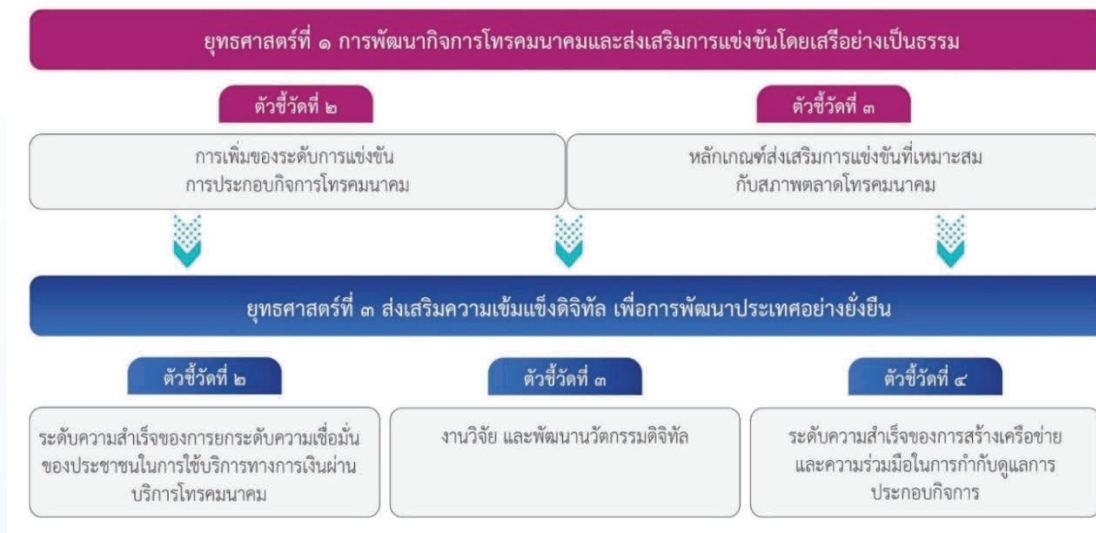 ยุทธศาสตร์ที่ ๑ การพัฒนากิจการโทรคมนาคมและส่งเสริมการแข่งขันโดยเสรีอย่างเป็นธรรม
ตัวชี้วัดที่ ๒
การเพิ่มของระดับการแข่งขัน
การประกอบกิจการโทรคมนาคม
ตัวชี้วัดที่ ๓
หลักเกณฑ์ส่งเสริมการแข่งขันที่เหมาะสม
กับสภาพตลาดโทรคมนาคม
ยุทธศาสตร์ที่ ๓ ส่งเสริมความเข้มแข็งดิจิทัล เพื่อการพัฒนาประเทศอย่างยั่งยืน
ตัวชี้วัดที่ ๒
ระดับความสำเร็จของการยกระดับความเชื่อมั่น
ของประชาชนในการใช้บริการทางการเงินผ่าน
บริการโทรคมนาคม
ตัวชี้วัดที่ ๓
งานวิจัย และพัฒนานวัตกรรมดิจิทัล
ตัวชี้วัดที่ ๔
ระดับความสำเร็จของการสร้างเครือข่าย
และความร่วมมือในการกำกับดูแลการ
ประกอบกิจการ